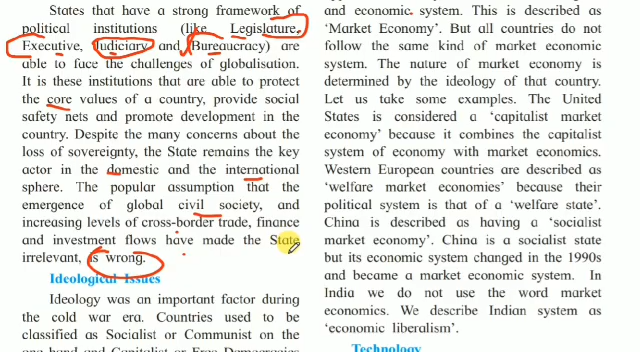 States that have a strong framework of
political institutions (like Legislature,
Executive, Judiciary and Bureaucracy) are
able to face the challenges of globalisation.
It is these institutions that are able to protect
the core values of a country, provide social
safety nets and promote development in the
country. Despite the many concerns about the
loss of sovereignty, the State remains the key
actor in the domestic and the international
sphere. The popular assumption that the
emergence of global civil society, and
increasing levels of cross-border trade, finance
and investment flows have made the State
irrelevant, is wrong.
Ideological Issues
Ideology was an important factor during
the cold war era. Countries used to be
classified as Socialist or Communist on the
one hand and Capitalist or Free Democracies
and economic system. This is described as
‘Market Economy’. But all countries do not
follow the same kind of market economic
system. The nature of market economy is
determined by the ideology of that country.
Let us take some examples. The United
States is considered a ‘capitalist market
economy’ because it combines the capitalist
system of economy with market economics.
Western European countries are described as
‘welfare market economies’ because their
political system is that of a ‘welfare state’.
China is described as having a ‘socialist
market economy’. China is a socialist state
but its economic system changed in the 1990s
and became a market economic system. In
India we do not use the word market
economics. We describe Indian system as
‘economic liberalism’.
Technology